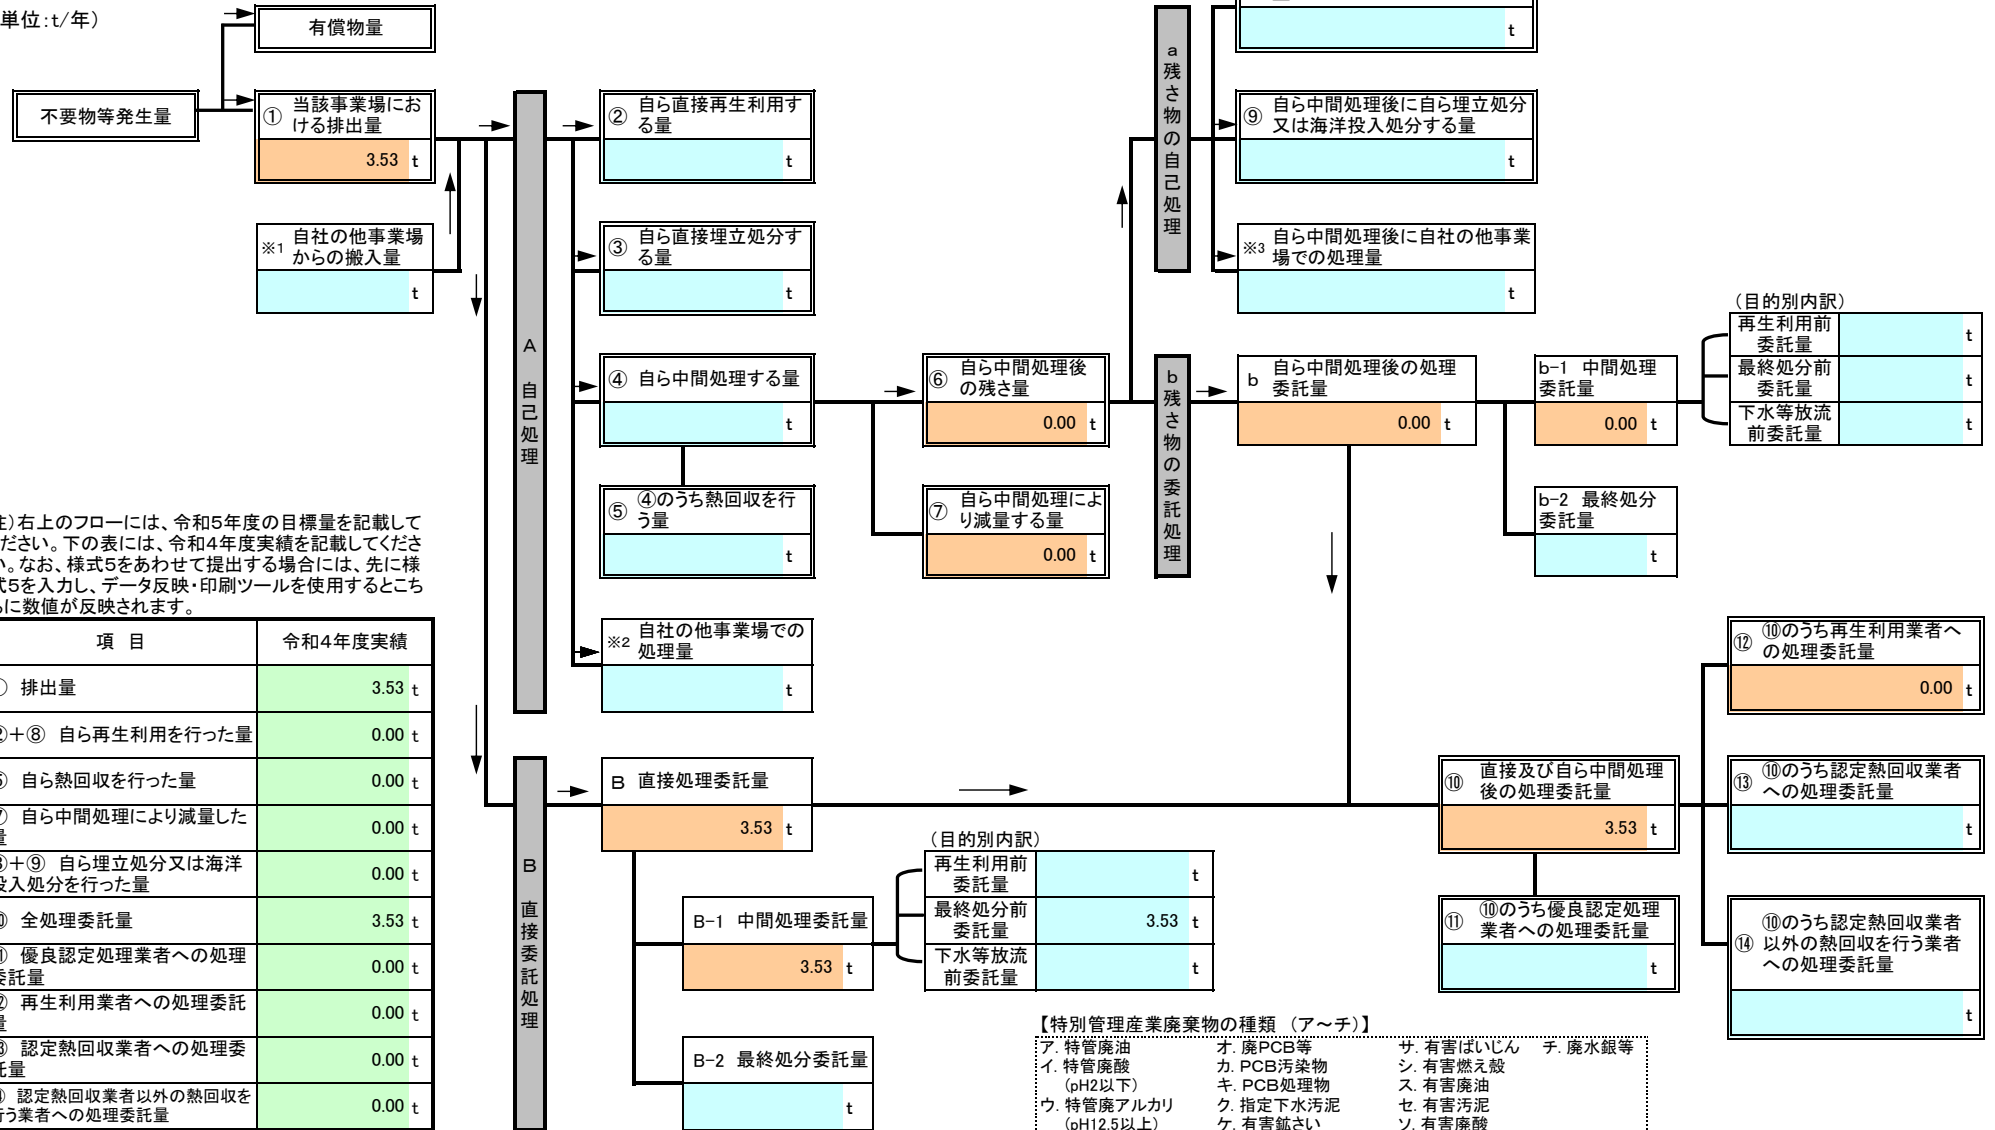 単位:t/年)
有償物量
不要物等発生量
① 当該事業場にお
ける排出量
3.53 t
※1 自社の他事業場
からの搬入量
t
A
自己処理
② 自ら直接再生利用す
る量
t
③ 自ら直接埋立処分す
る量
t
④ 自ら中間処理する量
t
⑤ ④のうち熱回収を行
う量
t
※2 自社の他事業場での
処理量
t
⑥ 自ら中間処理後
の残さ量
0.00 t
⑦ 自ら中間処理によ
り減量する量
0.00 t
a
残さ物の自己処理
t
⑨ 自ら中間処理後に自ら埋立処分
又は海洋投入処分する量
t
※3 自ら中間処理後に自社の他事業
場での処理量
t
b
残さ物の委託処理
b 自ら中間処理後の処理
委託量
0.00 t
b-1 中間処理
委託量
0.00 t
(目的別内訳)
再生利用前
委託量
t
最終処分前
委託量
t
下水等放流
前委託量
t
b-2 最終処分
委託量
t
)右上のフローには、令和5年度の目標量を記載して
ださい。下の表には、令和4年度実績を記載してくださ
。なお、様式5をあわせて提出する場合には、先に様
式5を入力し、データ反映・印刷ツールを使用するとこち
に数値が反映されます。
項 目 令和4年度実績
排出量 3.53 t
+⑧ 自ら再生利用を行った量 0.00 t
自ら熱回収を行った量 0.00 t
自ら中間処理により減量した
量 0.00 t
+⑨ 自ら埋立処分又は海洋
投入処分を行った量 0.00 t
全処理委託量 3.53 t
優良認定処理業者への処理
委託量 0.00 t
再生利用業者への処理委託
量 0.00 t
認定熱回収業者への処理委
託量 0.00 t
認定熱回収業者以外の熱回収を
行う業者への処理委託量 0.00 t
B
直接委託処理
B 直接処理委託量
3.53 t
B-1 中間処理委託量
3.53 t
(目的別内訳)
再生利用前
委託量
t
最終処分前
委託量
3.53 t
下水等放流
前委託量
t
B-2 最終処分委託量
t
⑩ 直接及び自ら中間処理
後の処理委託量
3.53 t
⑪ ⑩のうち優良認定処理
業者への処理委託量
t
⑫ ⑩のうち再生利用業者へ
の処理委託量
0.00 t
⑬ ⑩のうち認定熱回収業者
への処理委託量
t
⑭ ⑩のうち認定熱回収業者
以外の熱回収を行う業者
への処理委託量
t
【特別管理産業廃棄物の種類 (ア~チ)】
ア. 特管廃油 オ. 廃PCB等 サ. 有害ばいじん チ. 廃水銀等
イ. 特管廃酸 カ. PCB汚染物 シ. 有害燃え殻
(pH2以下) キ. PCB処理物 ス. 有害廃油
ウ. 特管廃アルカリ ク. 指定下水汚泥 セ. 有害汚泥
(pH12.5以上) ケ. 有害鉱さい ソ. 有害廃酸